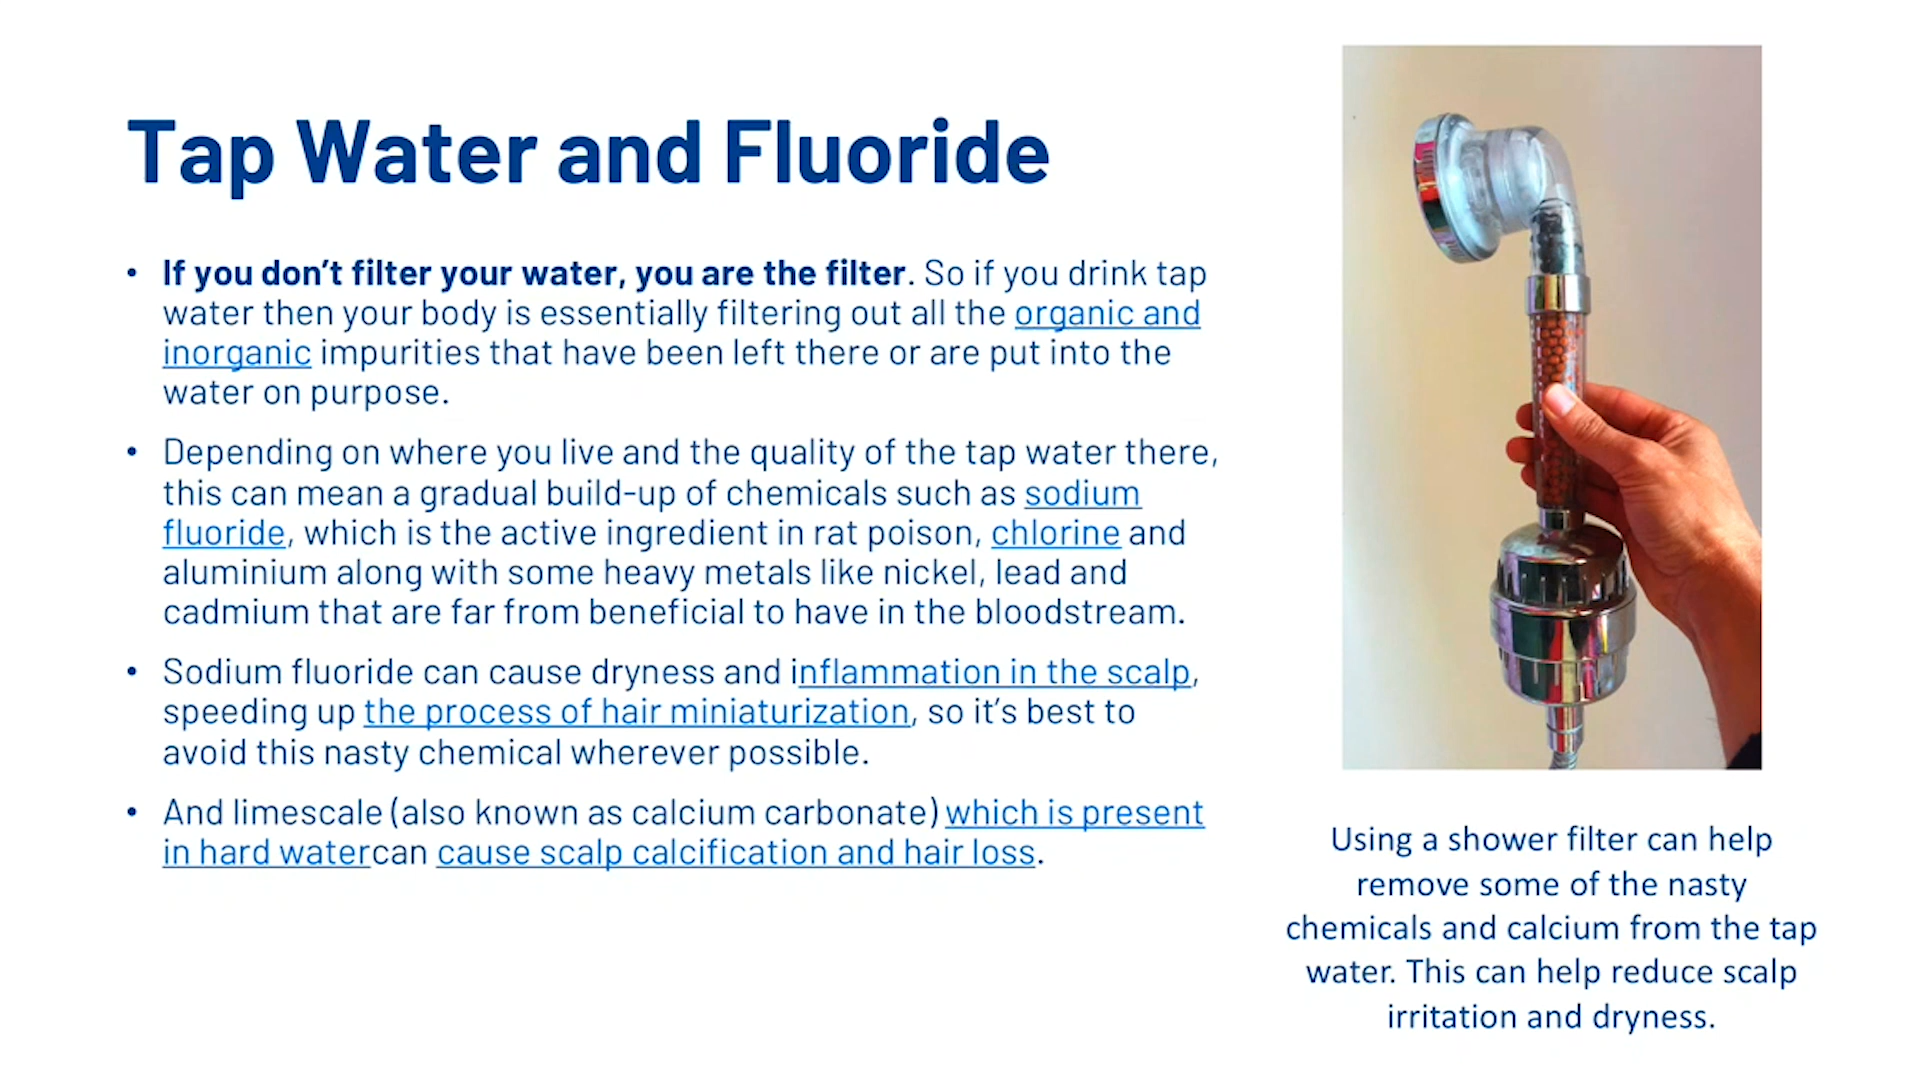 Tap Water and Fluoride
• If you don’t filter your water, you are the filter. So if you drink tap
water then your body is essentially filtering out all the organic and
inorganic impurities that have been left there or are put into the
water on purpose.
• Depending on where you live and the quality of the tap water there,
this can mean a gradual build-up of chemicals such as sodium
fluoride, which is the active ingredient in rat poison, chlorine and
aluminium along with some heavy metals like nickel, lead and
cadmium that are far from beneficial to have in the bloodstream.
• Sodium fluoride can cause dryness and inflammation in the scalp,
speeding up the process of hair miniaturization, so it’s best to
avoid this nasty chemical wherever possible.
• And limescale (also known as calcium carbonate) which is present
in hard watercan cause scalp calcification and hair loss.
Using a shower filter can help
remove some of the nasty
chemicals and calcium from the tap
water. This can help reduce scalp
irritation and dryness.